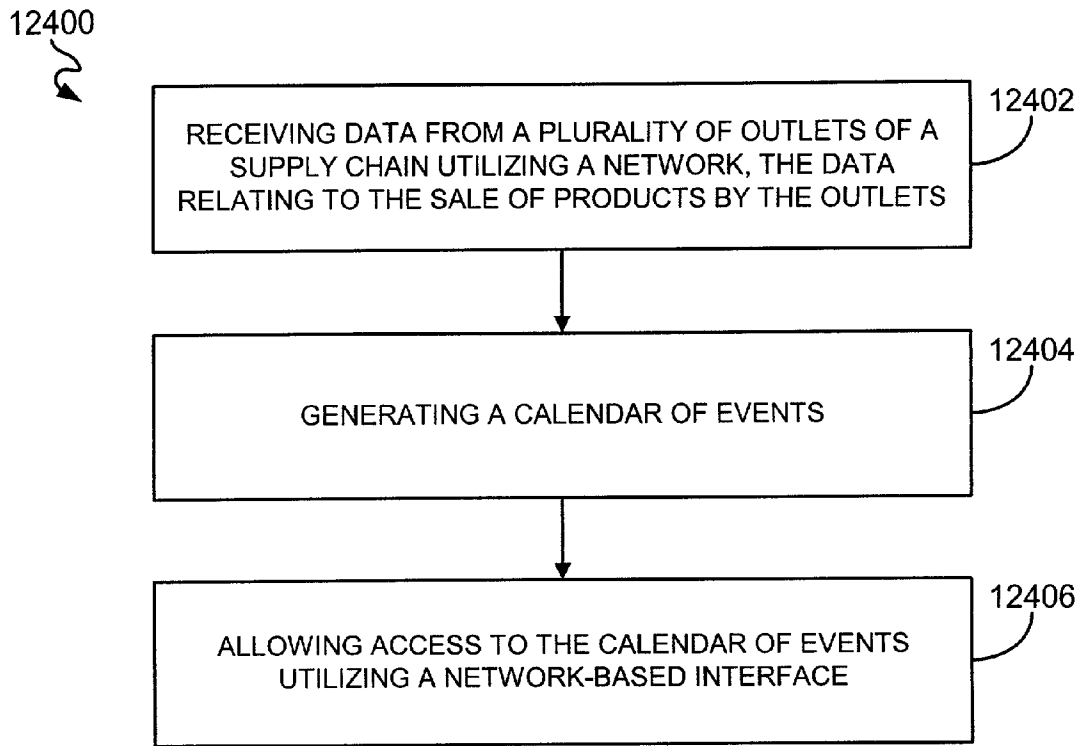 12400
12402
RECEIVING DATA FROM A PLURALITY OF OUTLETS OF A
SUPPLY CHAIN UTILIZING A NETWORK, THE DATA
RELATING TO THE SALE OF PRODUCTS BY THE OUTLETS
12404
GENERATING A CALENDAR OF EVENTS
12406
ALLOWING ACCESS TO THE CALENDAR OF EVENTS
UTILIZING A NETWORK-BASED INTERFACE